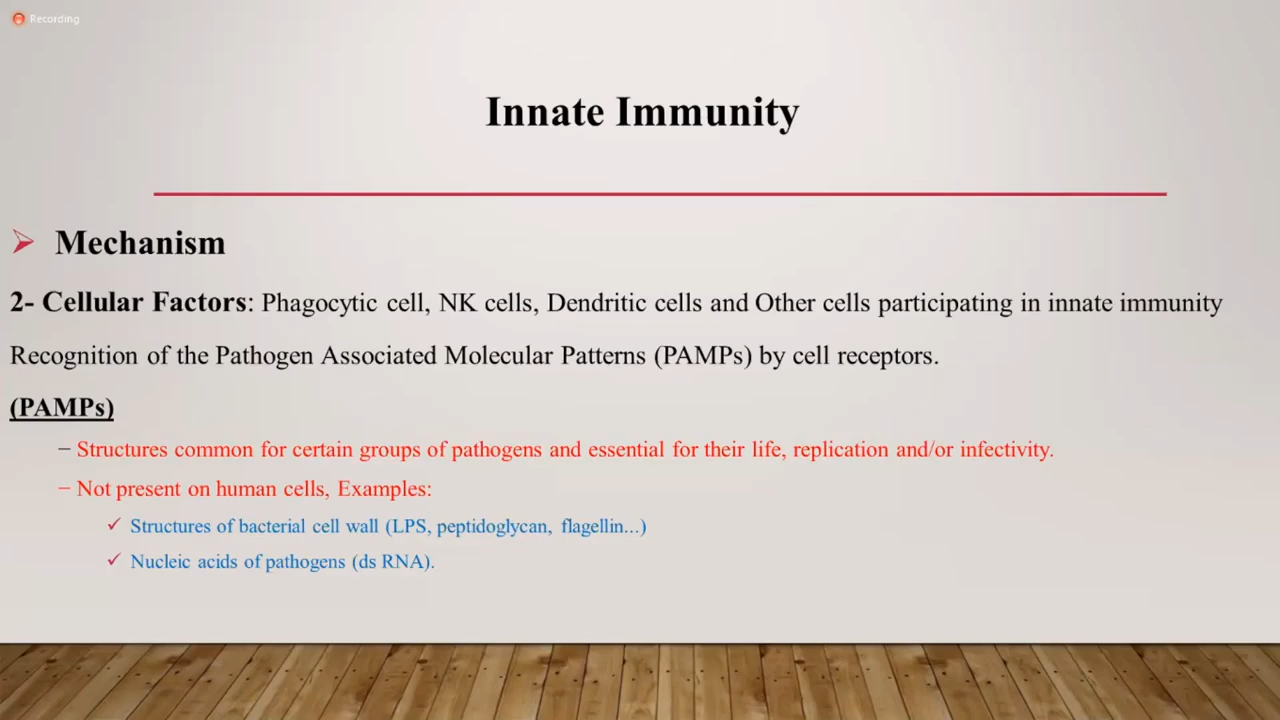 Recording
Innate Immunity
➢ Mechanism
2- Cellular Factors: Phagocytic cell, NK cells, Dendritic cells and Other cells participating in innate immunity
Recognition of the Pathogen Associated Molecular Patterns (PAMPs) by cell receptors.
(PAMPs)
– Structures common for certain groups of pathogens and essential for their life, replication and/or infectivity.
– Not present on human cells, Examples:
✓ Structures of bacterial cell wall (LPS, peptidoglycan, flagellin...)
✓ Nucleic acids of pathogens (ds RNA).